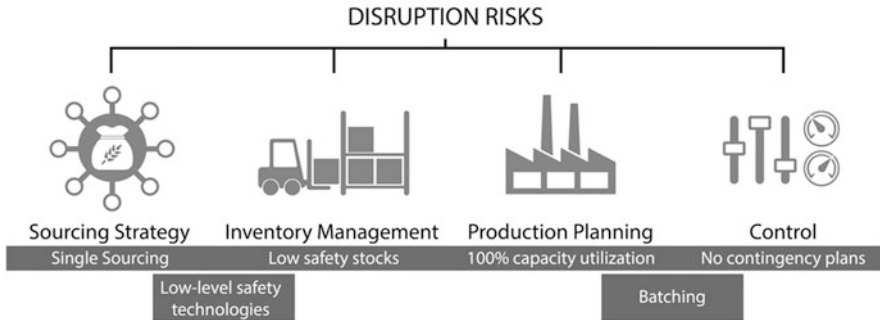 DISRUPTION RISKS
Sourcing Strategy
Inventory Management
Production Planning
Control
Single Sourcing
Low safety stocks
100% capacity utilization
No contingency plans
Low-level safety
technologies
Batching